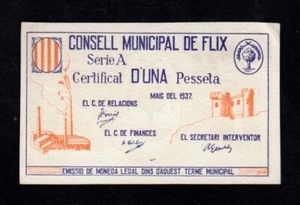 CONSELL MUNICIPAL DE FLIX
Serie A
Certificat D'UNA Pesseta
MAIG DEL 1937.
EL C. DE RELACIONS
EL C. DE FINANCES
EL SECRETARI INTERVENTOR
EMISSIO DE MONEDA LEGAL DINS D'AQUEST TERME MUNICIPAL